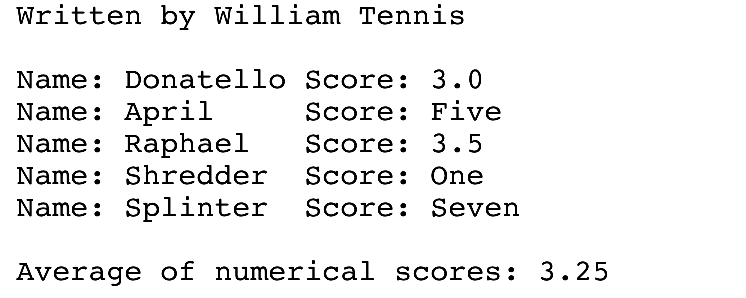 Written by William Tennis

Name: Donatello Score: 3.0
Name: April     Score: Five
Name: Raphael   Score: 3.5
Name: Shredder  Score: One
Name: Splinter  Score: Seven

Average of numerical scores: 3.25